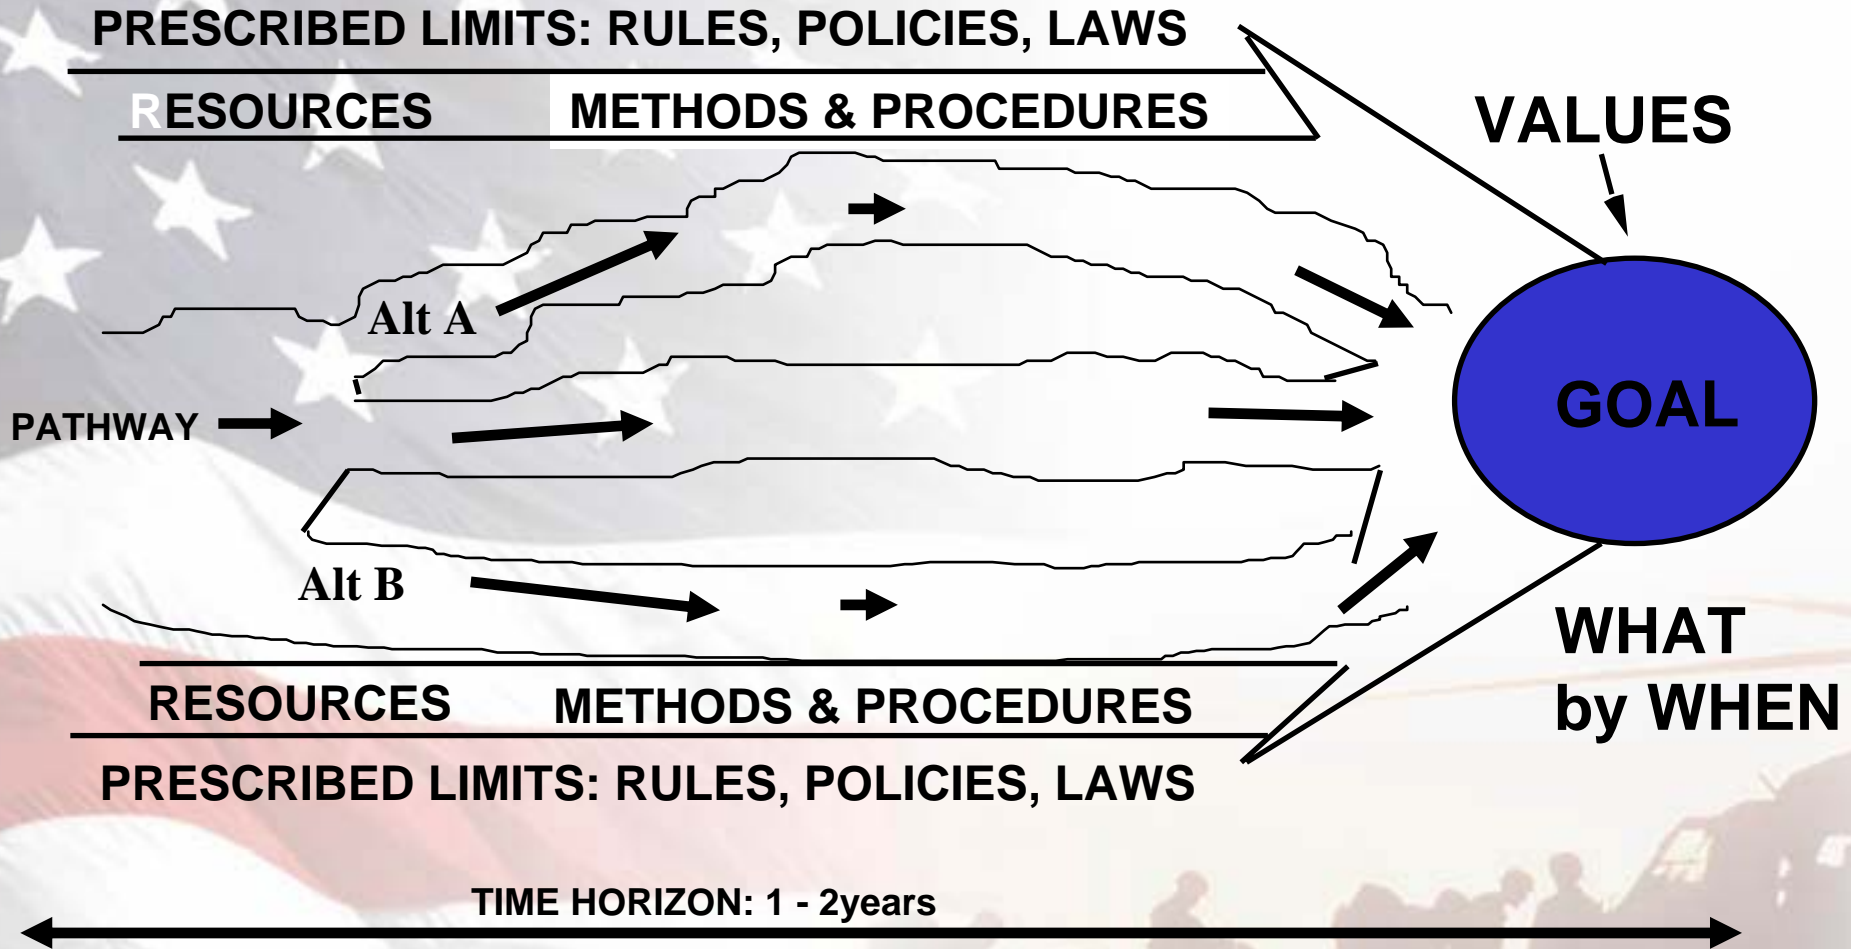 PRESCRIBED LIMITS: RULES, POLICIES, LAWS
RESOURCES METHODS & PROCEDURES
VALUES
Alt A
GOAL
PATHWAY
Alt B
WHAT
by WHEN
RESOURCES METHODS & PROCEDURES
PRESCRIBED LIMITS: RULES, POLICIES, LAWS
TIME HORIZON: 1 - 2years